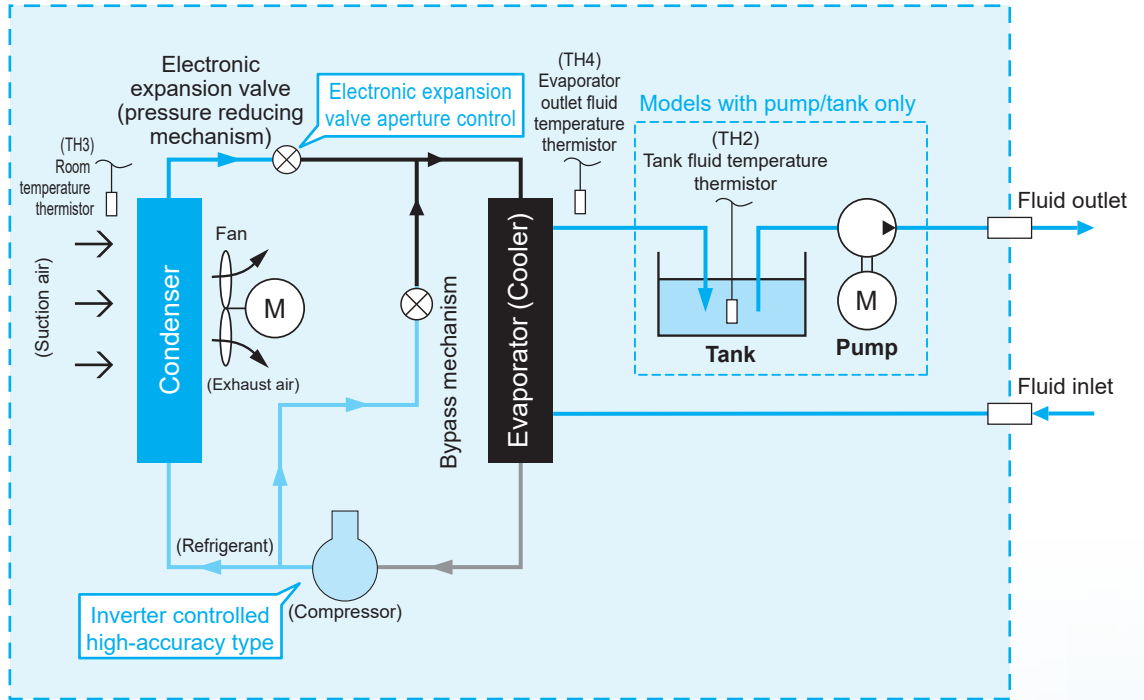 Electronic
expansion valve
(pressure reducing
mechanism)
Electronic expansion
valve aperture control
(TH4)
Evaporator
outlet fluid
temperature
thermistor
Models with pump/tank only
(TH2)
Tank fluid temperature
thermistor
(TH3)
Room
temperature
thermistor
Fluid outlet
Fan
(Suction air)
Condenser
M
(Exhaust air)
Bypass mechanism
Evaporator (Cooler)
M
Tank
Pump
Fluid inlet
(Refrigerant)
(Compressor)
Inverter controlled
high-accuracy type